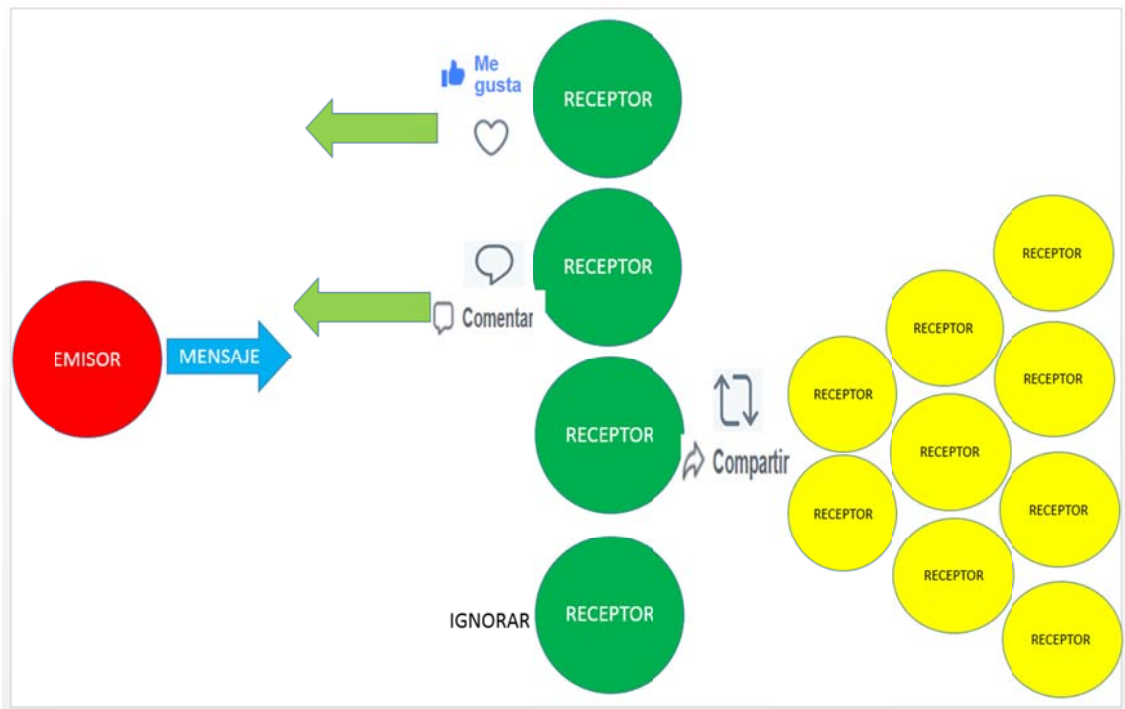 Me
gusta
RECEPTOR
RECEPTOR
Comentar
EMISOR
MENSAJE
RECEPTOR
Compartir
IGNORAR
RECEPTOR
RECEPTOR
RECEPTOR
RECEPTOR
RECEPTOR
RECEPTOR
RECEPTOR
RECEPTOR
RECEPTOR
RECEPTOR